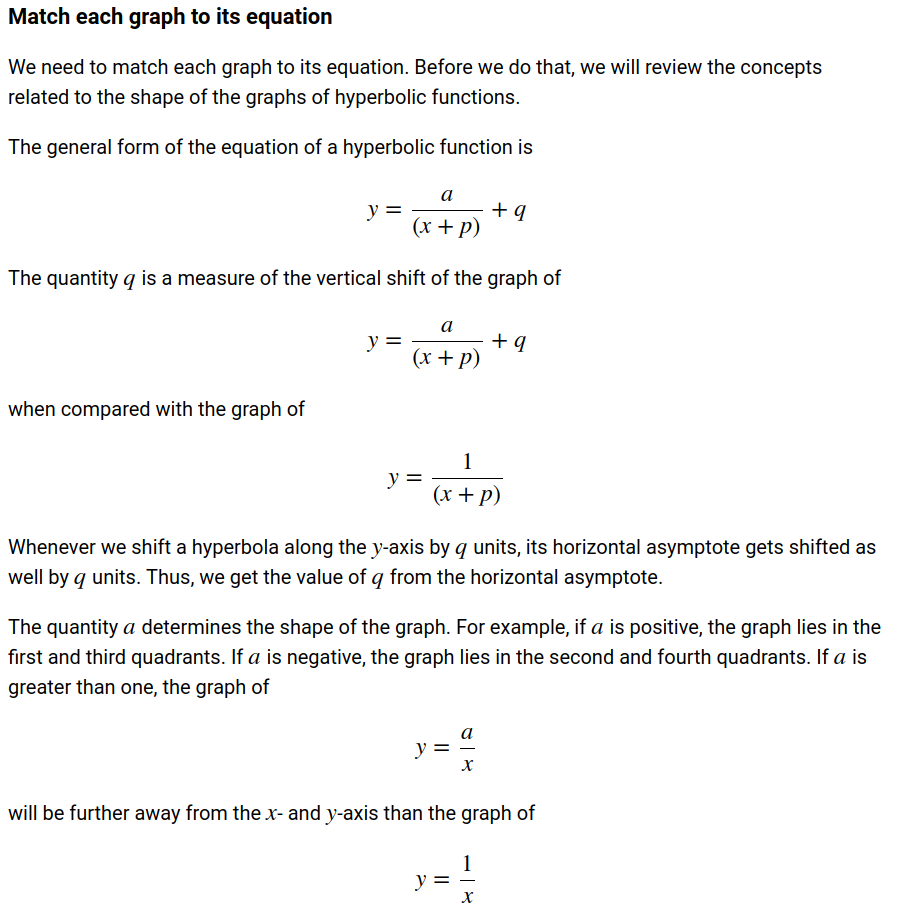 Match each graph to its equation
We need to match each graph to its equation. Before we do that, we will review the concepts
related to the shape of the graphs of hyperbolic functions.
The general form of the equation of a hyperbolic function is
y = a/(x + p) + q
The quantity q is a measure of the vertical shift of the graph of
y = a/(x + p) + q
when compared with the graph of
y = 1/(x + p)
Whenever we shift a hyperbola along the y-axis by q units, its horizontal asymptote gets shifted as
well by q units. Thus, we get the value of q from the horizontal asymptote.
The quantity a determines the shape of the graph. For example, if a is positive, the graph lies in the
first and third quadrants. If a is negative, the graph lies in the second and fourth quadrants. If a is
greater than one, the graph of
y = a/x
will be further away from the x- and y-axis than the graph of
y = 1/x